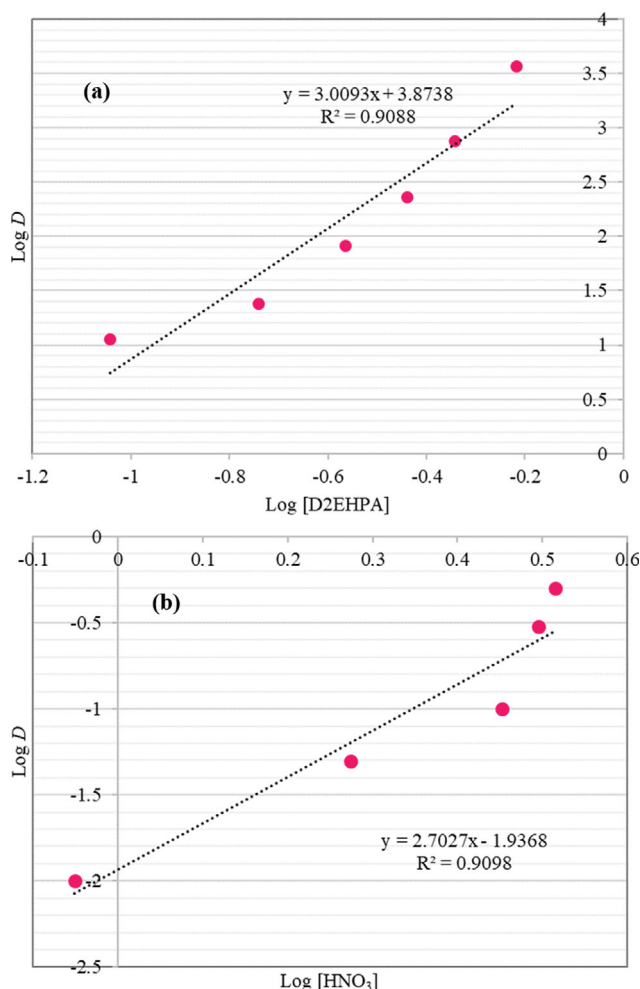 4
(a)
3.5
y = 3.0093x + 3.8738
R² = 0.9088
3
2.5
Log D
2
1.5
1
0.5
0
-1.2 -1 -0.8 -0.6 -0.4 -0.2 0
Log [D2EHPA]
0
-0.1 0 0.1 0.2 0.3 0.4 0.5 0.6
(b)
-0.5
-1
Log D
-1.5
y = 2.7027x - 1.9368
R² = 0.9098
-2
-2.5
Log [HNO₃]